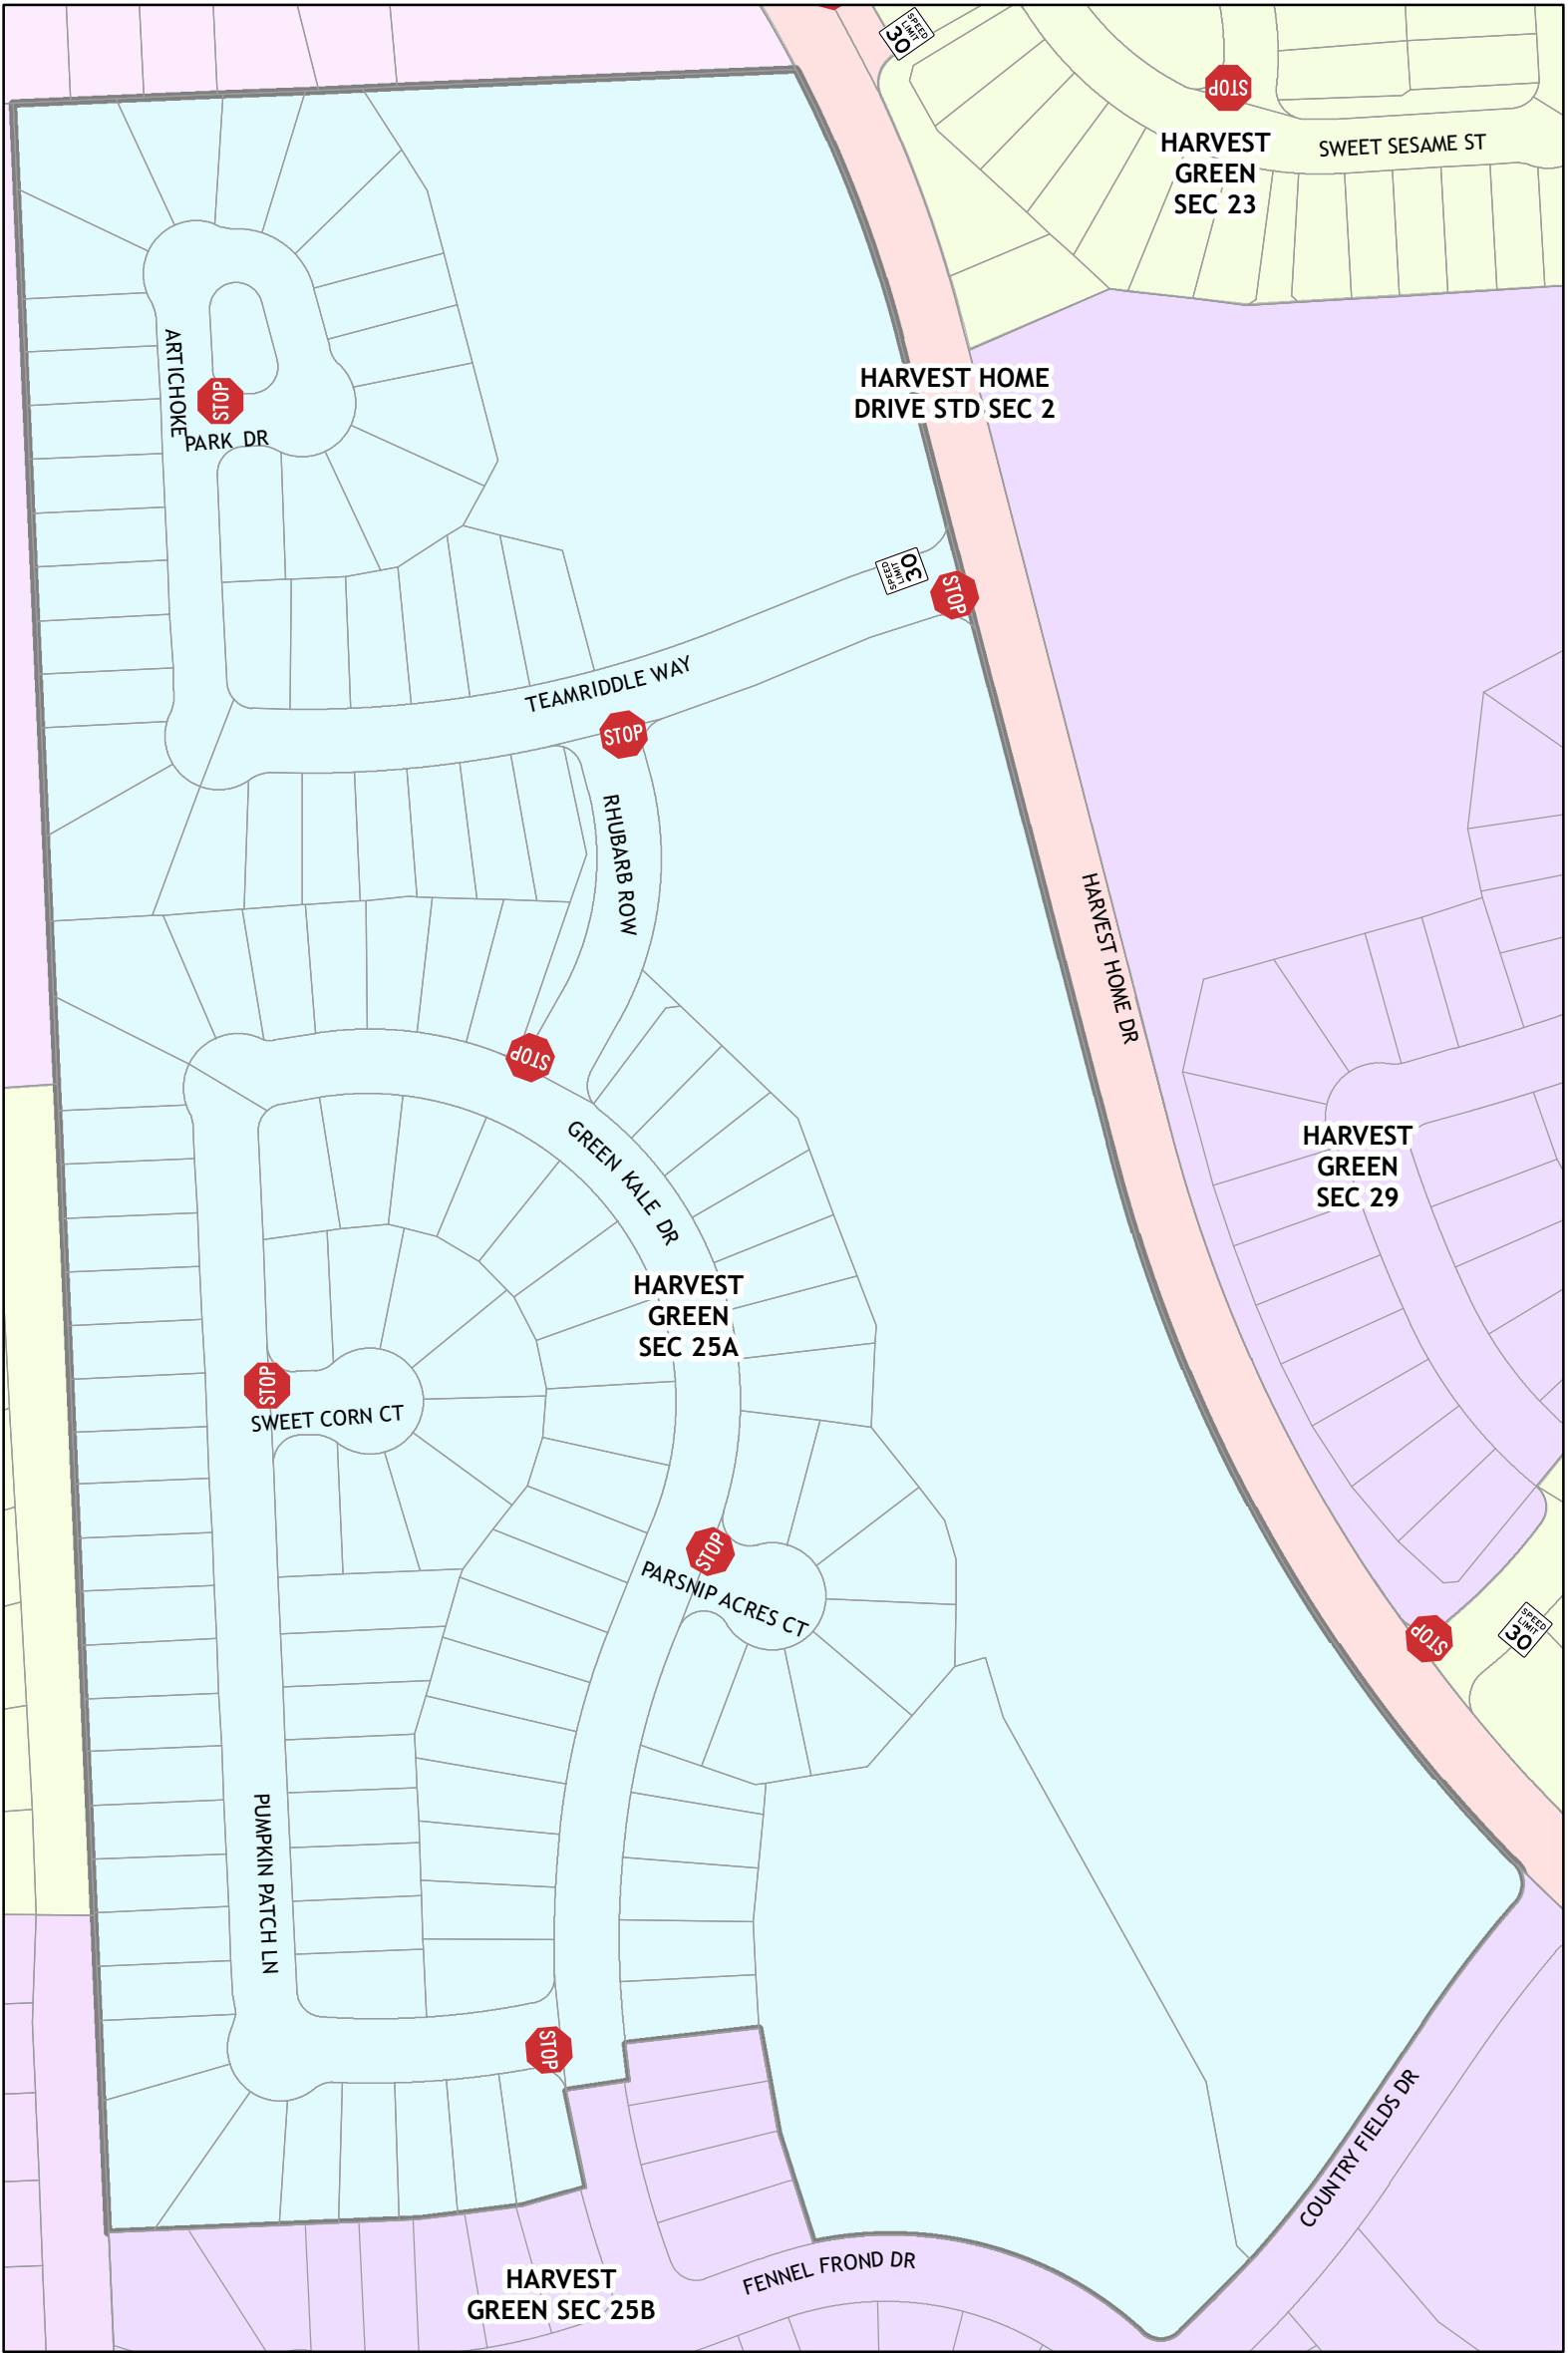 SPEED
LIMIT
30
STOP
HARVEST
GREEN
SEC 23
SWEET SESAME ST
ARTICHOKE
PARK DR
STOP
HARVEST HOME
DRIVE STD SEC 2
SPEED
LIMIT
30
STOP
TEAMRIDDLE WAY
STOP
RHUBARB ROW
HARVEST HOME DR
STOP
GREEN KALE DR
HARVEST
GREEN
SEC 29
HARVEST
GREEN
SEC 25A
STOP
SWEET CORN CT
STOP
PARSNIP ACRES CT
STOP
SPEED
LIMIT
30
PUMPKIN PATCH LN
STOP
COUNTRY FIELDS DR
FENNEL FROND DR
HARVEST
GREEN SEC 25B